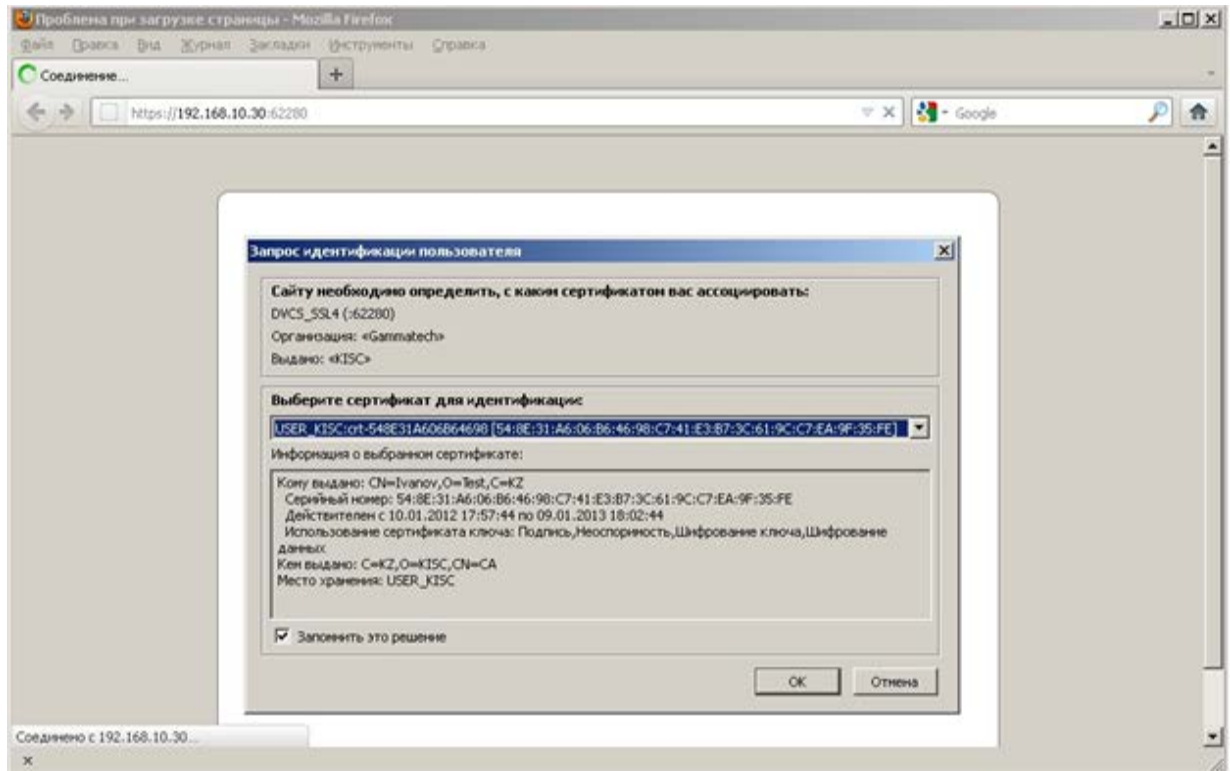 Проблема при загрузке страницы - Mozilla Firefox
Файл Правка Вид Журнал Закладки Инструменты Справка
Соединение...
https://192.168.10.30:62280
Google
Запрос идентификации пользователя
Сайту необходимо определить, с каким сертификатом вас ассоциировать:
DVCS_SSL4 (:62280)
Организация: «Gammatech»
Выдано: «KISC»
Выберите сертификат для идентификации:
USER_KISC:crt-548E31A606B64698 [54:8E:31:A6:06:B6:46:98:C7:41:E3:B7:3C:61:9C:C7:EA:9F:35:FE]
Информация о выбранном сертификате:
Кому выдано: CN=Ivanov,O=Test,C=KZ
Серийный номер: 54:8E:31:A6:06:B6:46:98:C7:41:E3:B7:3C:61:9C:C7:EA:9F:35:FE
Действителен с 10.01.2012 17:57:44 по 09.01.2013 18:02:44
Использование сертификата ключа: Подпись,Неоспоримость,Шифрование ключа,Шифрование
данных
Кем выдано: C=KZ,O=KISC,CN=CA
Место хранения: USER_KISC
Запомнить это решение
OK Отмена
Соединено с 192.168.10.30...